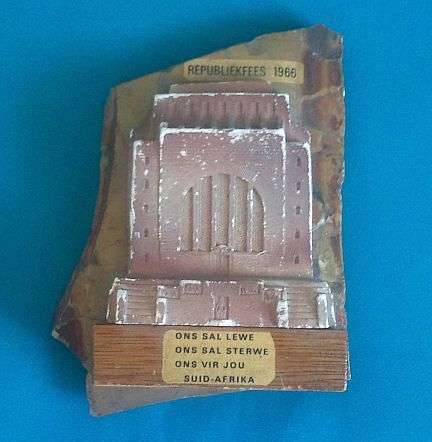 REPUBLIEKFEES 1966
ONS SAL LEWE
ONS SAL STERWE
ONS VIR JOU
SUID-AFRIKA